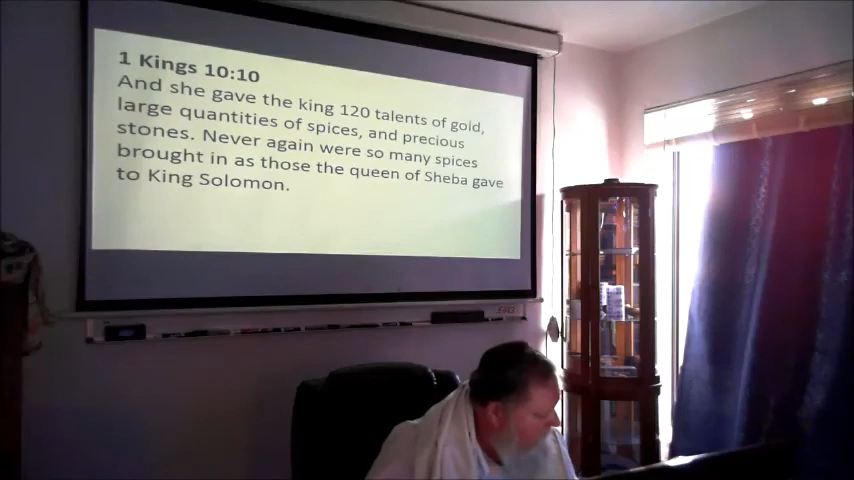 1 Kings 10:10
And she gave the king 120 talents of gold,
large quantities of spices, and precious
stones. Never again were so many spices
brought in as those the queen of Sheba gave
to King Solomon.